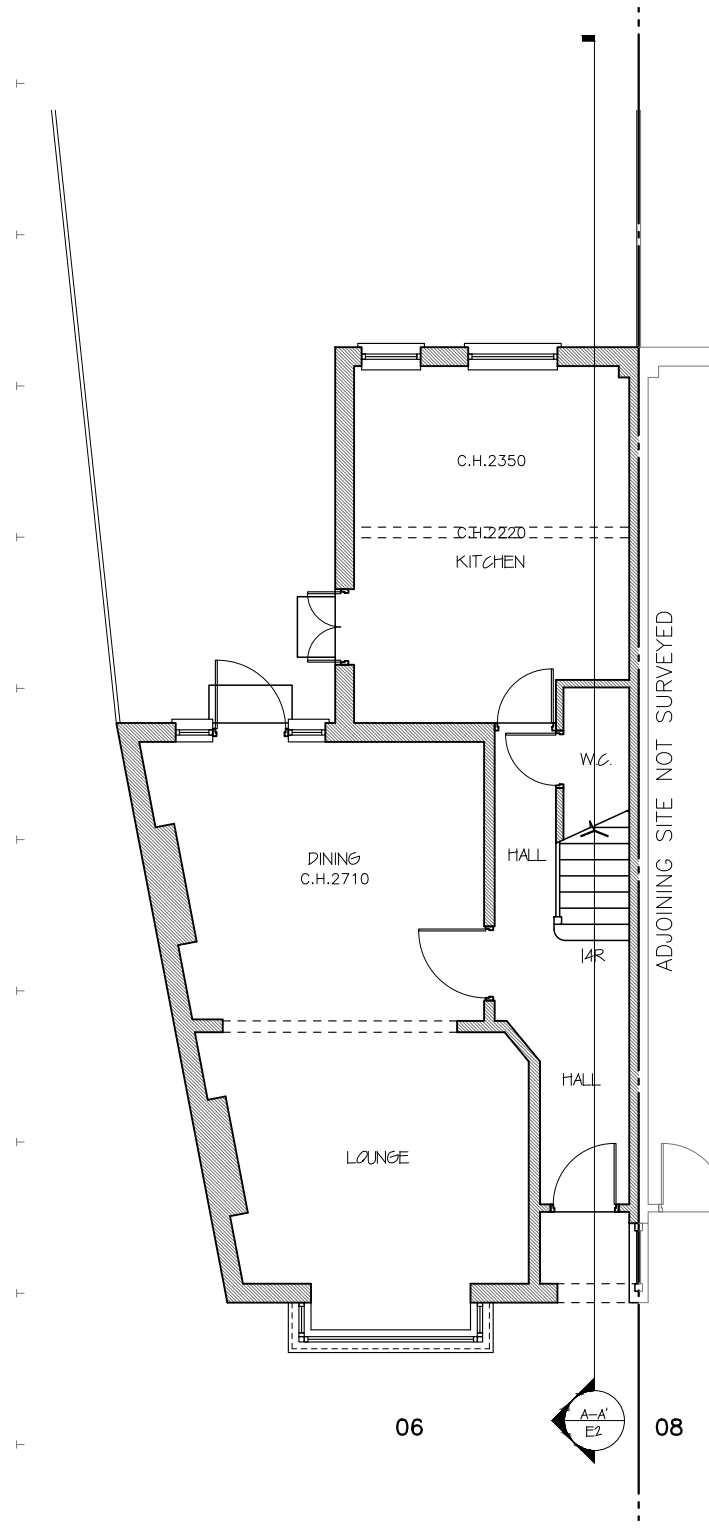 C.H.2350
C.H.2220
KITCHEN
ADJOINING SITE NOT SURVEYED
W.C.
HALL
DINING
C.H.2710
14R
HALL
LOUNGE
06
A-A'
E2
08